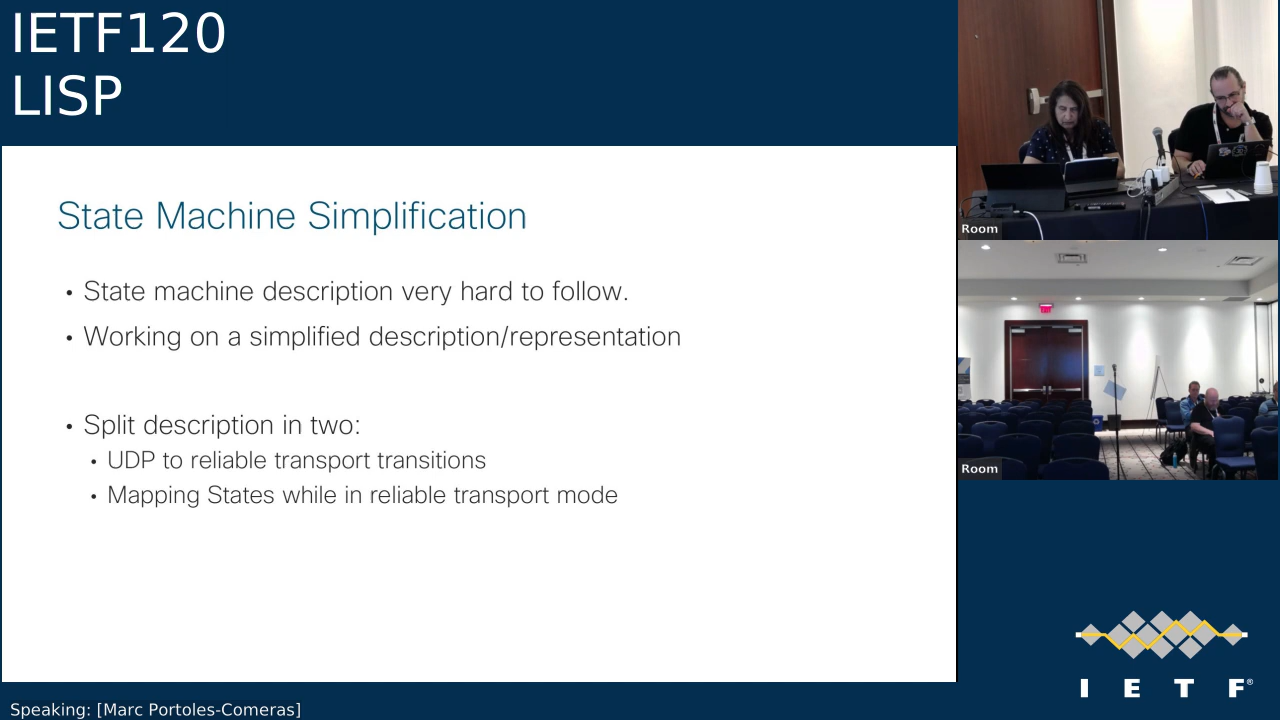 IETF120
LISP
State Machine Simplification
• State machine description very hard to follow.
• Working on a simplified description/representation
• Split description in two:
• UDP to reliable transport transitions
• Mapping States while in reliable transport mode
Room
Room
I E T F®
Speaking: [Marc Portoles-Comeras]